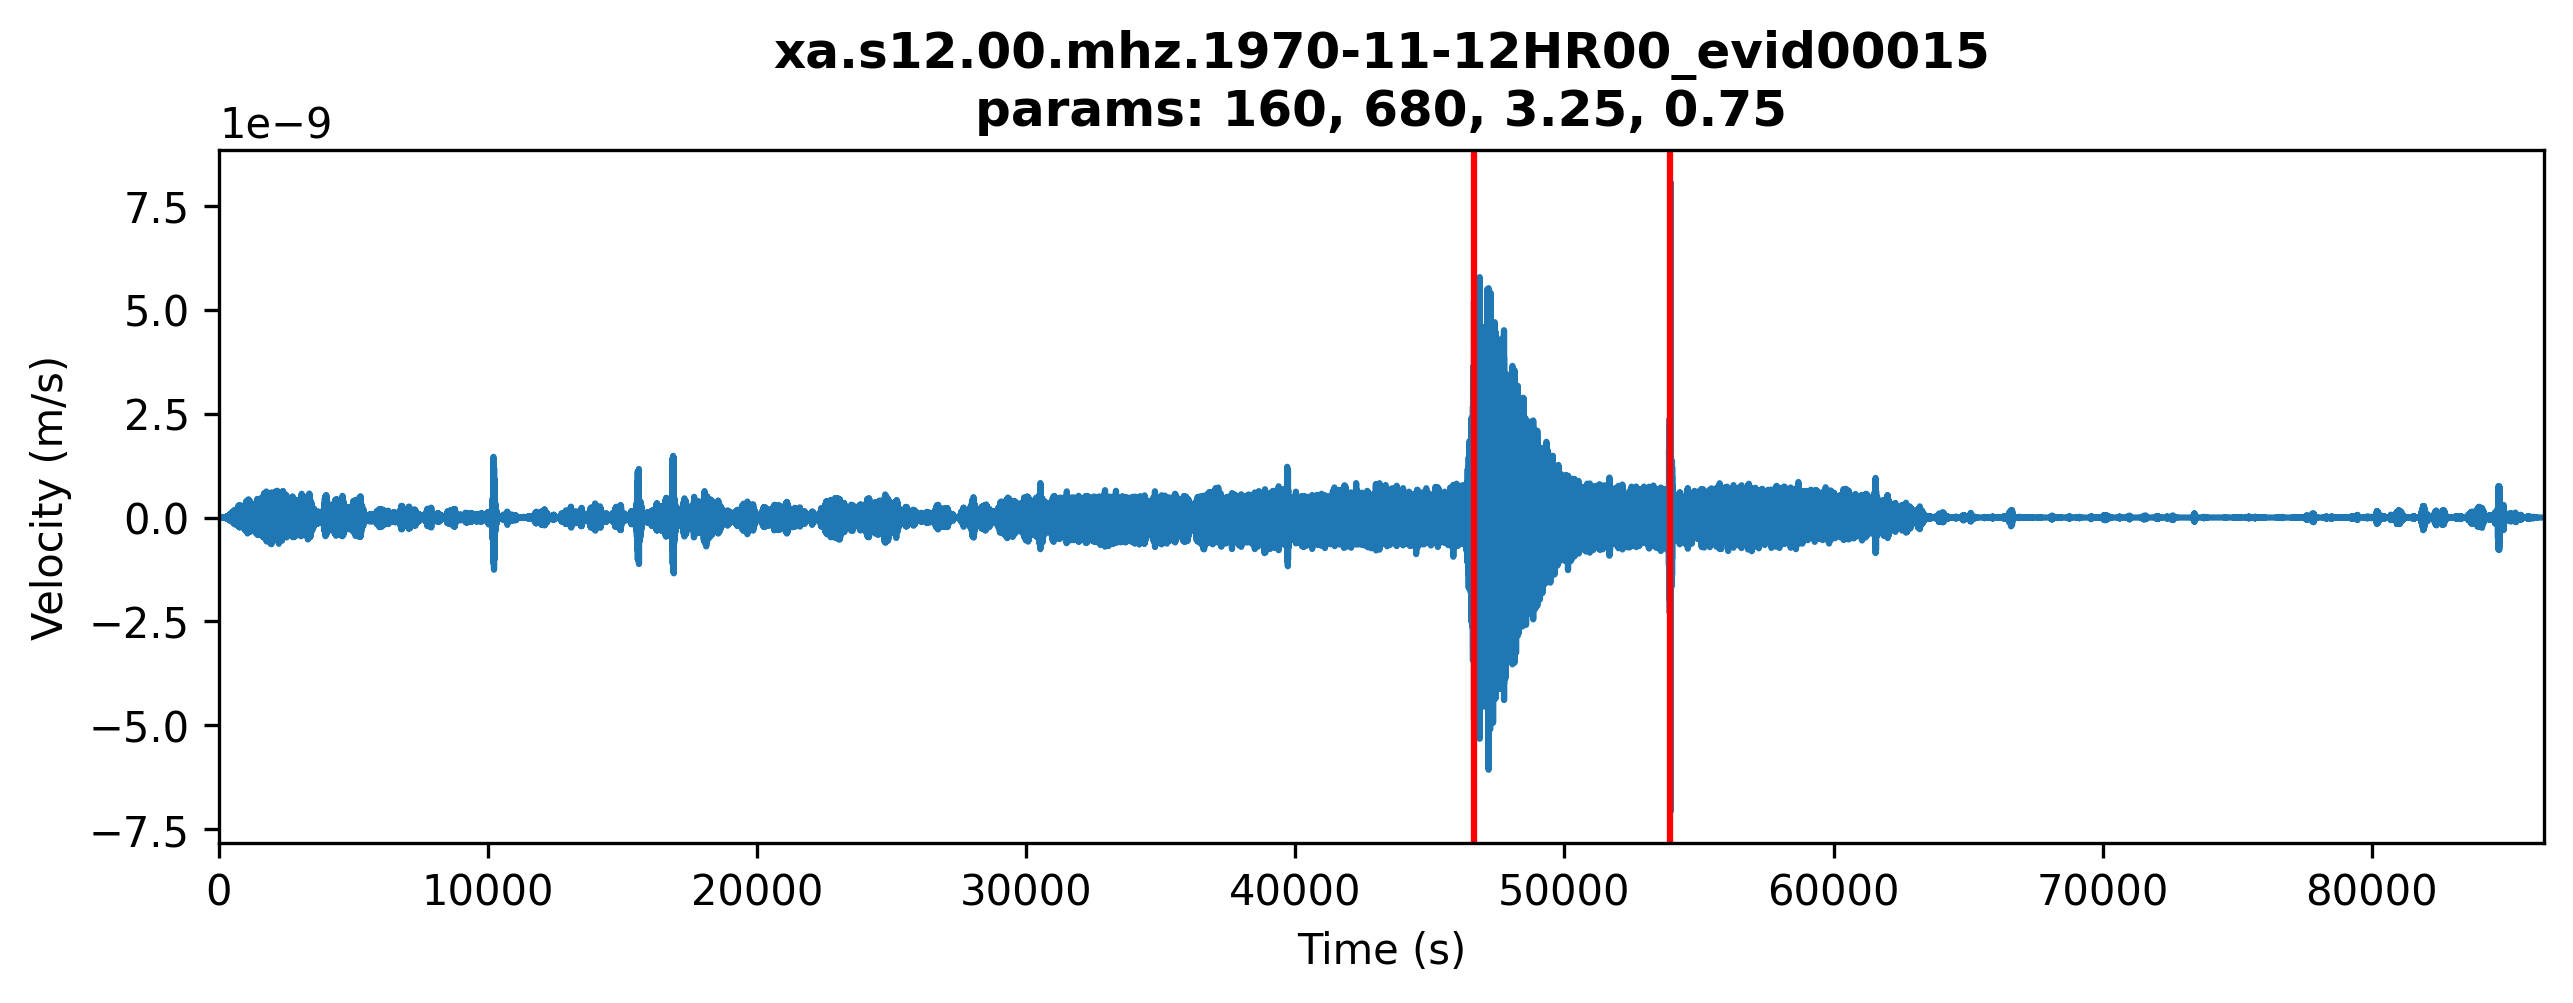 xa.s12.00.mhz.1970-11-12HR00_evid00015
params: 160, 680, 3.25, 0.75
1e−9
7.5
5.0
2.5
0.0
−2.5
−5.0
−7.5
Velocity (m/s)
0 10000 20000 30000 40000 50000 60000 70000 80000
Time (s)